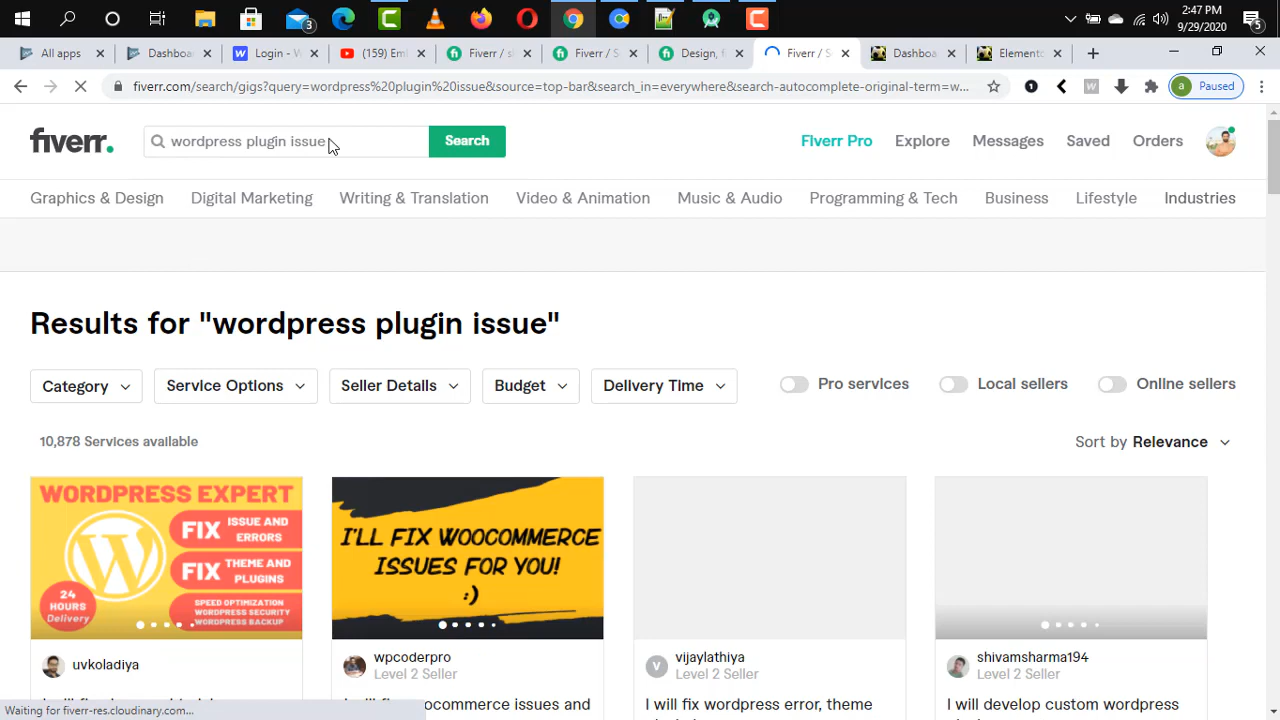 2:47 PM
9/29/2020
3
5
All apps
Dashboa
Login - W
(159) Em
Fiverr / s
Fiverr / S
Design, f
Fiverr / S
Dashboa
Elemento
fiverr.com/search/gigs?query=wordpress%20plugin%20issue&source=top-bar&search_in=everywhere&search-autocomplete-original-term=w...
1
a Paused
fiverr.
wordpress plugin issue
Search
Fiverr Pro
Explore
Messages
Saved
Orders
Graphics & Design
Digital Marketing
Writing & Translation
Video & Animation
Music & Audio
Programming & Tech
Business
Lifestyle
Industries
Results for "wordpress plugin issue"
Category
Service Options
Seller Details
Budget
Delivery Time
Pro services
Local sellers
Online sellers
10,878 Services available
Sort by Relevance
WORDPRESS EXPERT
FIX ISSUE AND ERRORS
FIX THEME AND PLUGINS
24 HOURS Delivery
SPEED OPTIMIZATION
WORDPRESS SECURITY
WORDPRESS BACKUP
I'LL FIX WOOCOMMERCE
ISSUES FOR YOU!
:)
uvkoladiya
wpcoderpro
Level 2 Seller
V
vijaylathiya
Level 2 Seller
shivamsharma194
Level 2 Seller
I will fix wordpress error, theme
I will develop custom wordpress
Waiting for fiverr-res.cloudinary.com...